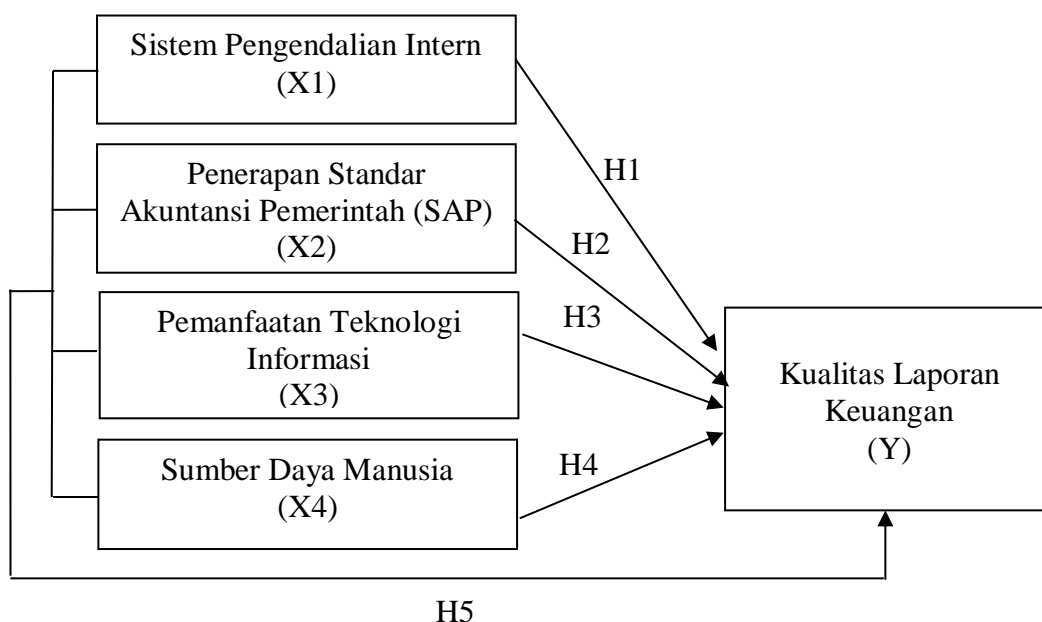 Sistem Pengendalian Intern
(X1)
Penerapan Standar
Akuntansi Pemerintah (SAP)
(X2)
Pemanfaatan Teknologi
Informasi
(X3)
Sumber Daya Manusia
(X4)
H1
H2
H3
H4
Kualitas Laporan
Keuangan
(Y)
H5